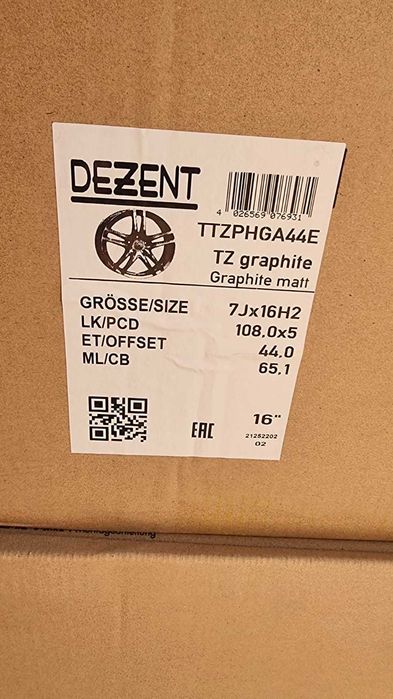 DEZENT
4 026569 076931
TTZPHGA44E
TZ graphite
Graphite matt
GRÖSSE/SIZE 7Jx16H2
LK/PCD 108.0x5
ET/OFFSET 44.0
ML/CB 65.1
16"
EAC
21252202
02